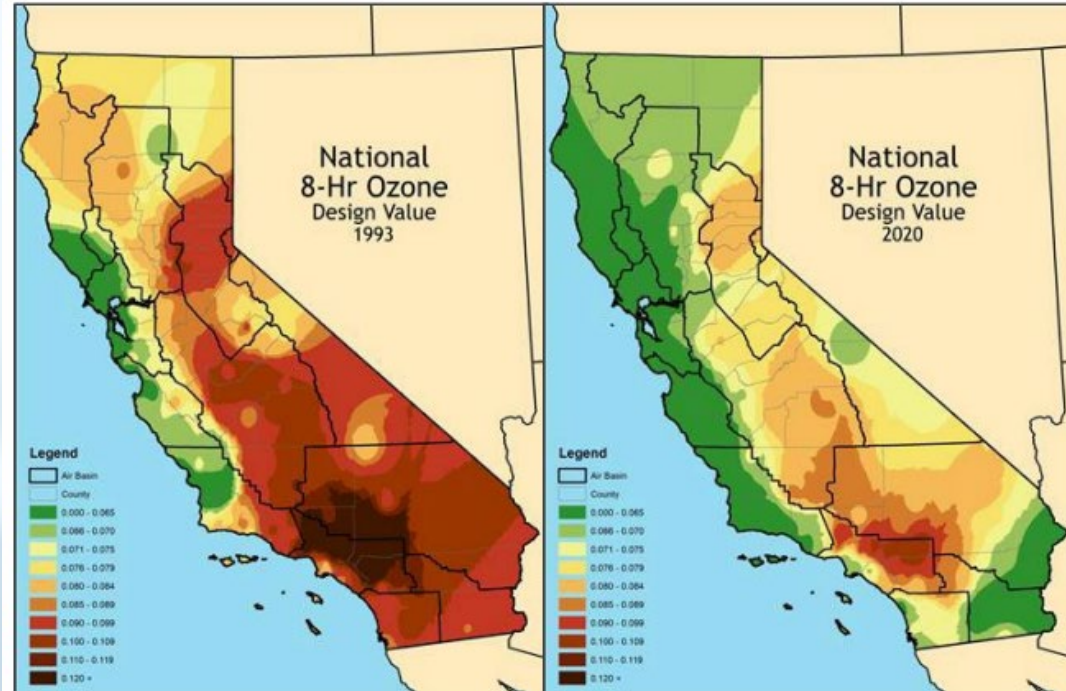 National
8-Hr Ozone
Design Value
1993
Legend
Air Basin
County
0.000 - 0.065
0.066 - 0.070
0.071 - 0.075
0.076 - 0.079
0.080 - 0.084
0.085 - 0.089
0.090 - 0.099
0.100 - 0.109
0.110 - 0.119
0.120 +
National
8-Hr Ozone
Design Value
2020
Legend
Air Basin
County
0.000 - 0.065
0.066 - 0.070
0.071 - 0.075
0.076 - 0.079
0.080 - 0.084
0.085 - 0.089
0.090 - 0.099
0.100 - 0.109
0.110 - 0.119
0.120 +